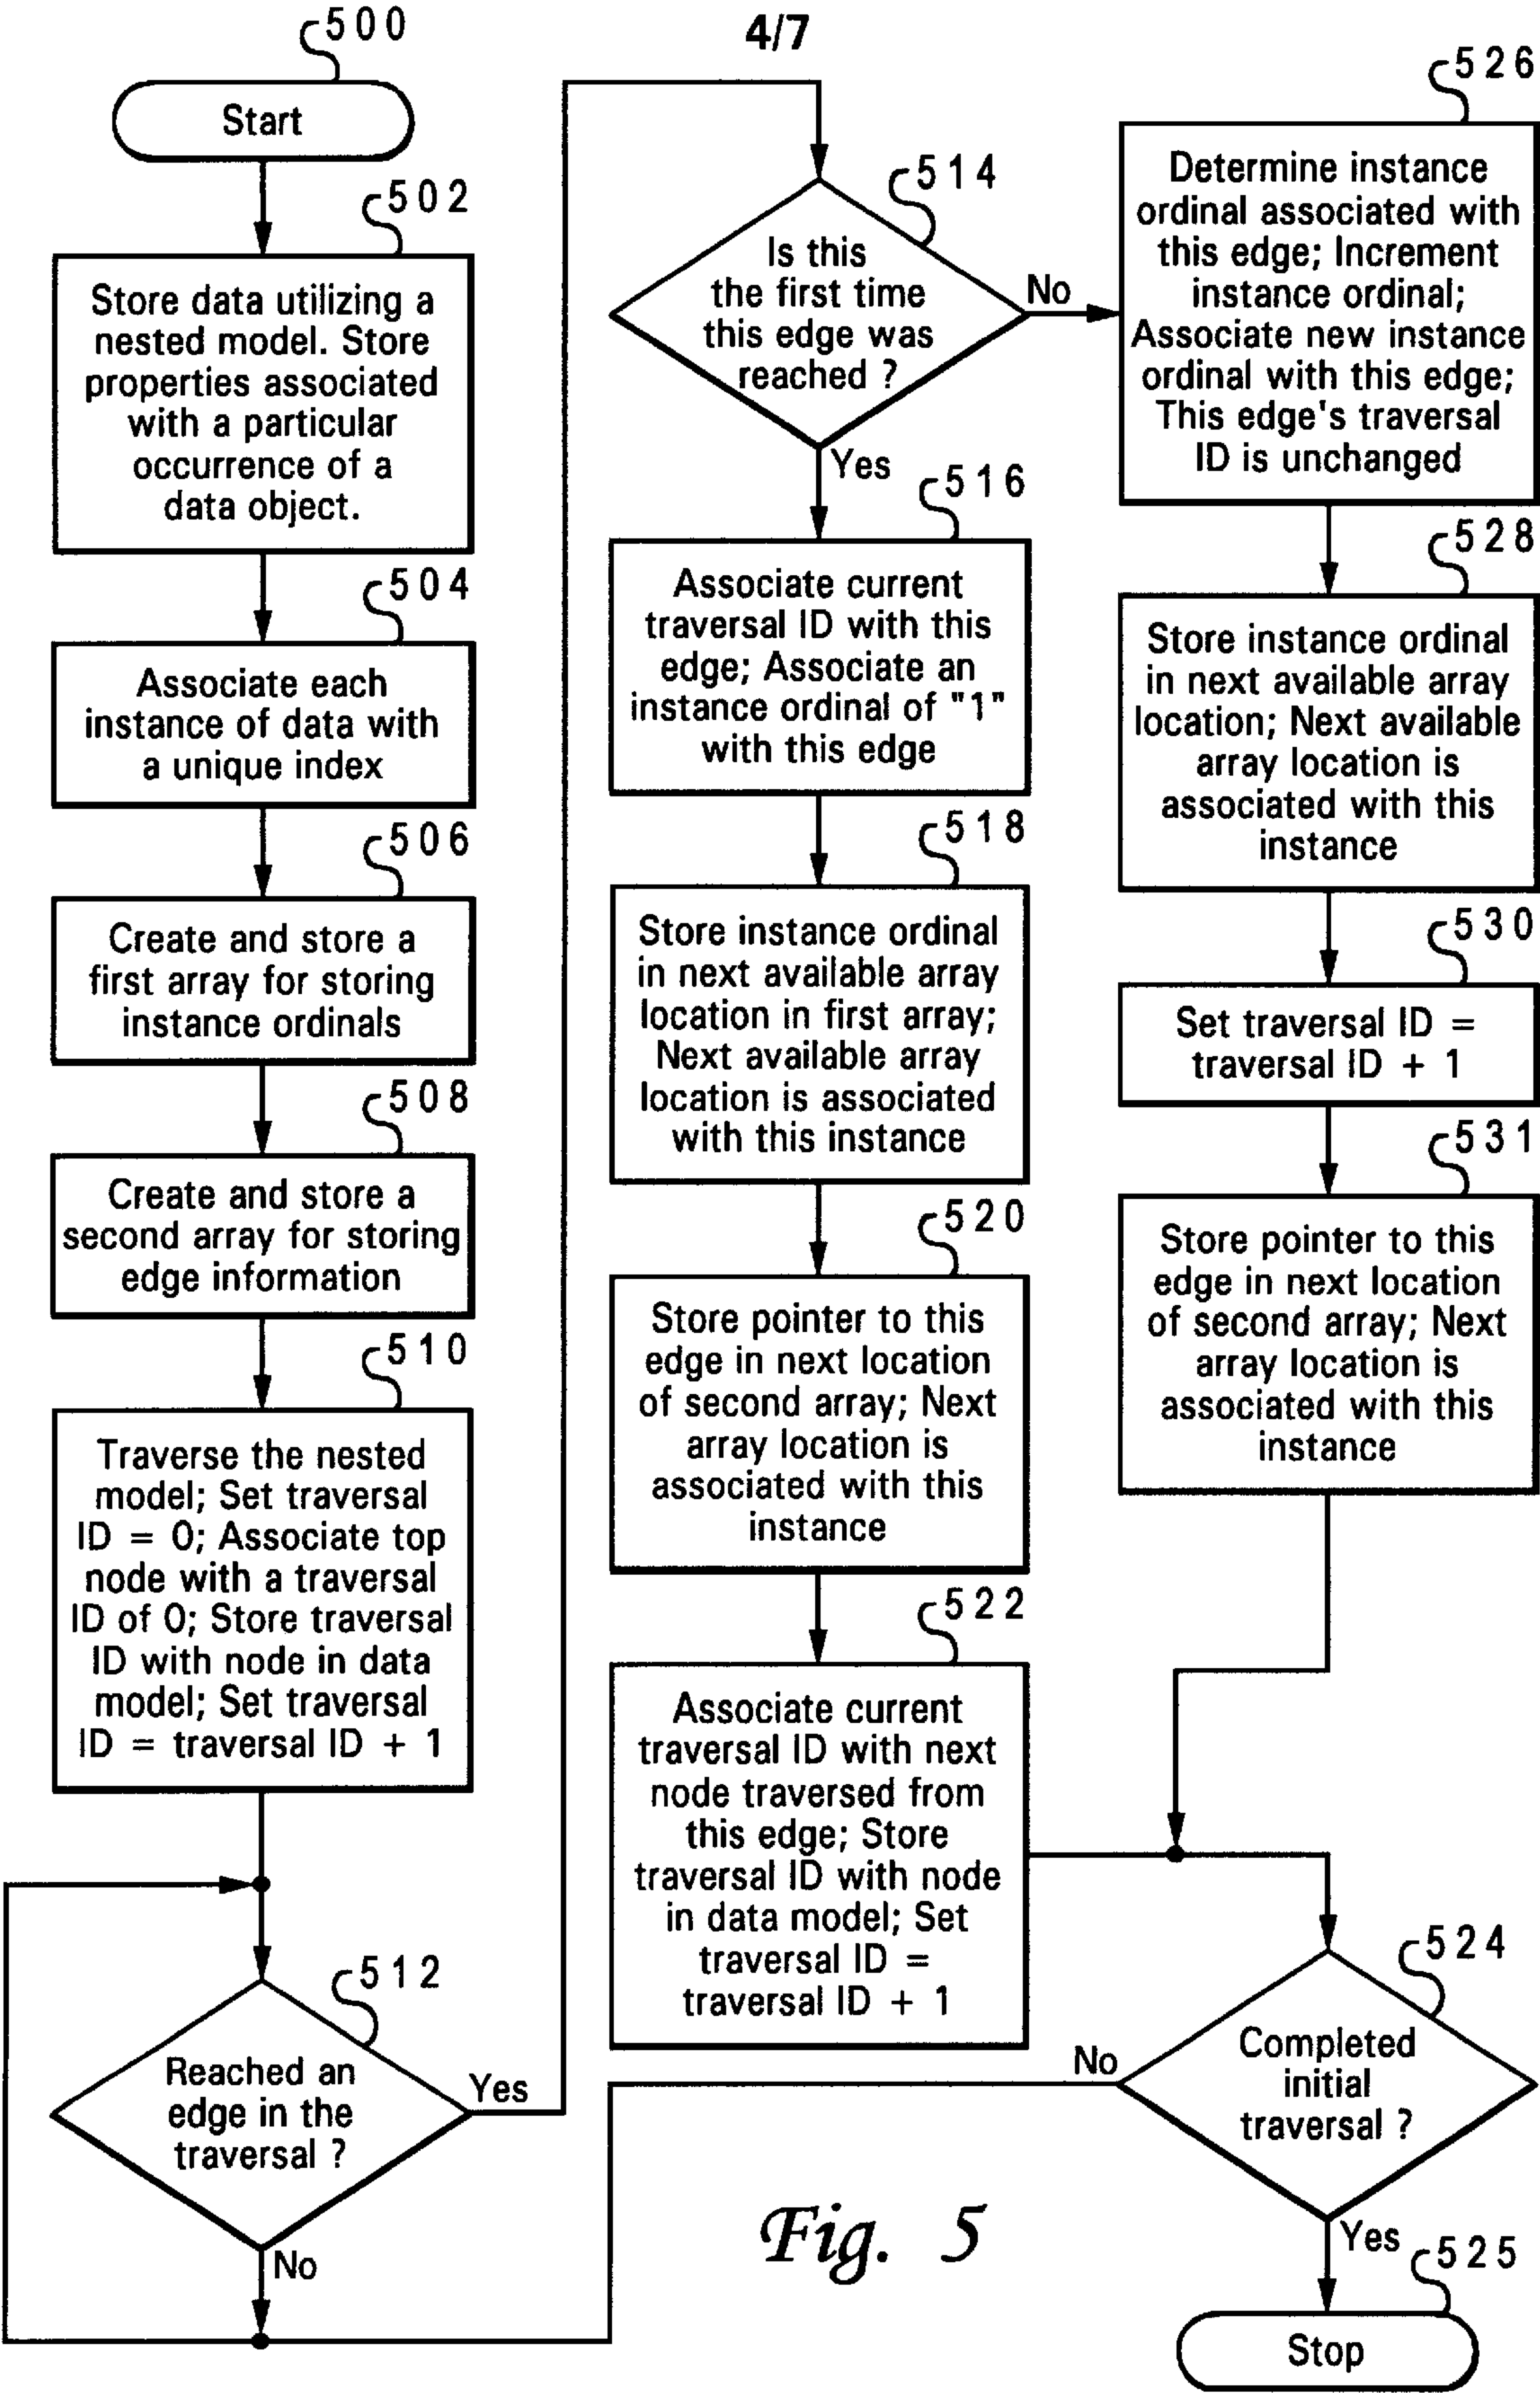 4/7
500
Start
502
Store data utilizing a
nested model. Store
properties associated
with a particular
occurrence of a
data object.
504
Associate each
instance of data with
a unique index
506
Create and store a
first array for storing
instance ordinals
508
Create and store a
second array for storing
edge information
510
Traverse the nested
model; Set traversal
ID = 0; Associate top
node with a traversal
ID of 0; Store traversal
ID with node in data
model; Set traversal
ID = traversal ID + 1
512
Reached an
edge in the
traversal ?
Yes
No
514
Is this
the first time
this edge was
reached ?
No
Yes
516
Associate current
traversal ID with this
edge; Associate an
instance ordinal of "1"
with this edge
518
Store instance ordinal
in next available array
location in first array;
Next available array
location is associated
with this instance
520
Store pointer to this
edge in next location
of second array; Next
array location is
associated with this
instance
522
Associate current
traversal ID with next
node traversed from
this edge; Store
traversal ID with node
in data model; Set
traversal ID =
traversal ID + 1
526
Determine instance
ordinal associated with
this edge; Increment
instance ordinal;
Associate new instance
ordinal with this edge;
This edge's traversal
ID is unchanged
528
Store instance ordinal
in next available array
location; Next available
array location is
associated with this
instance
530
Set traversal ID =
traversal ID + 1
531
Store pointer to this
edge in next location
of second array; Next
array location is
associated with this
instance
524
Completed
initial
traversal ?
No
Yes
525
Stop
Fig. 5